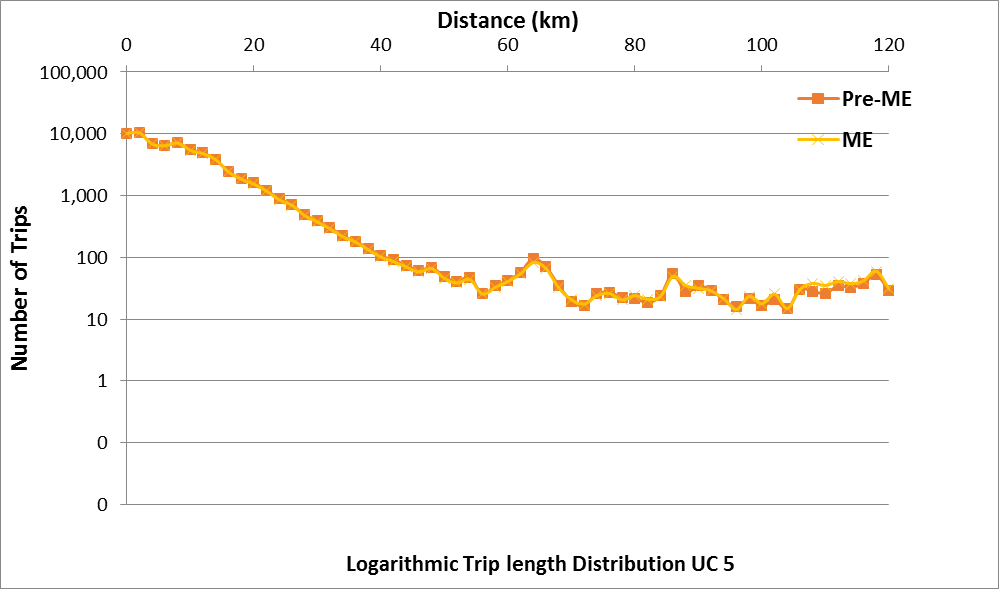 Distance (km)
0 20 40 60 80 100 120
100,000
10,000
1,000
100
10
1
0
0
Number of Trips
Pre-ME
ME
Logarithmic Trip length Distribution UC 5